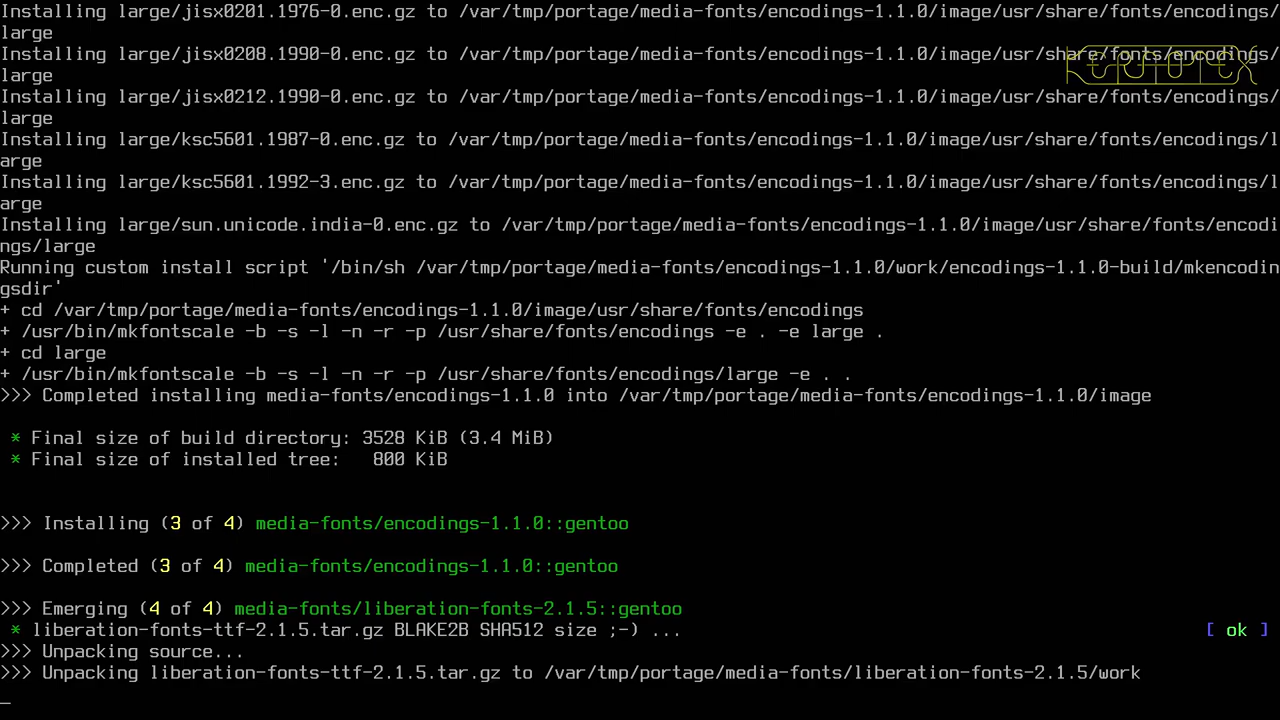 Installing large/jisx0201.1976-0.enc.gz to /var/tmp/portage/media-fonts/encodings-1.1.0/image/usr/share/fonts/encodings/
large
Installing large/jisx0208.1990-0.enc.gz to /var/tmp/portage/media-fonts/encodings-1.1.0/image/usr/share/fonts/encodings/
large
Installing large/jisx0212.1990-0.enc.gz to /var/tmp/portage/media-fonts/encodings-1.1.0/image/usr/share/fonts/encodings/
large
Installing large/ksc5601.1987-0.enc.gz to /var/tmp/portage/media-fonts/encodings-1.1.0/image/usr/share/fonts/encodings/l
arge
Installing large/ksc5601.1992-3.enc.gz to /var/tmp/portage/media-fonts/encodings-1.1.0/image/usr/share/fonts/encodings/l
arge
Installing large/sun.unicode.india-0.enc.gz to /var/tmp/portage/media-fonts/encodings-1.1.0/image/usr/share/fonts/encodi
ngs/large
Running custom install script '/bin/sh /var/tmp/portage/media-fonts/encodings-1.1.0/work/encodings-1.1.0-build/mkencodin
gsdir'
+ cd /var/tmp/portage/media-fonts/encodings-1.1.0/image/usr/share/fonts/encodings
+ /usr/bin/mkfontscale -b -s -l -n -r -p /usr/share/fonts/encodings -e . -e large .
+ cd large
+ /usr/bin/mkfontscale -b -s -l -n -r -p /usr/share/fonts/encodings/large -e . .
>>> Completed installing media-fonts/encodings-1.1.0 into /var/tmp/portage/media-fonts/encodings-1.1.0/image
* Final size of build directory: 3528 KiB (3.4 MiB)
* Final size of installed tree:   800 KiB
>>> Installing (3 of 4) media-fonts/encodings-1.1.0::gentoo
>>> Completed (3 of 4) media-fonts/encodings-1.1.0::gentoo
>>> Emerging (4 of 4) media-fonts/liberation-fonts-2.1.5::gentoo
* liberation-fonts-ttf-2.1.5.tar.gz BLAKE2B SHA512 size ;-) ... [ ok ]
>>> Unpacking source...
>>> Unpacking liberation-fonts-ttf-2.1.5.tar.gz to /var/tmp/portage/media-fonts/liberation-fonts-2.1.5/work
_